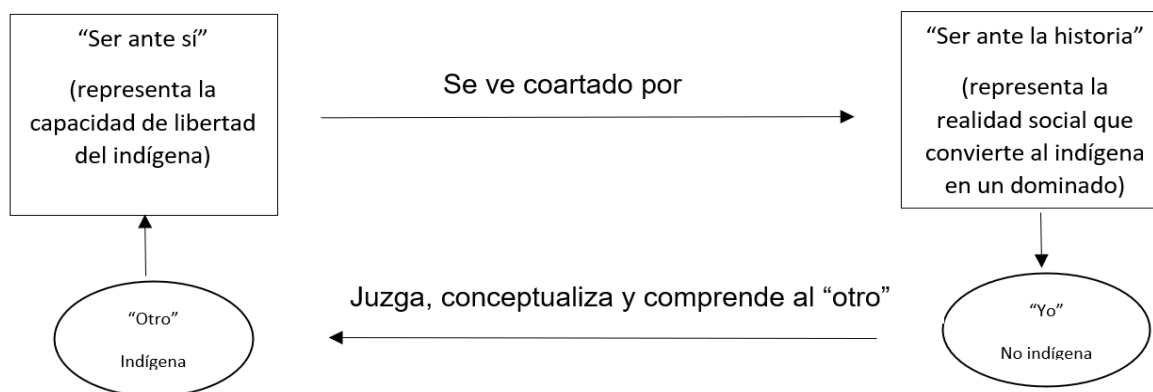 “Ser ante sí”
(representa la
capacidad de libertad
del indígena)
Se ve coartado por
“Ser ante la historia”
(representa la
realidad social que
convierte al indígena
en un dominado)
Juzga, conceptualiza y comprende al “otro”
“Otro”
Indígena
“Yo”
No indígena